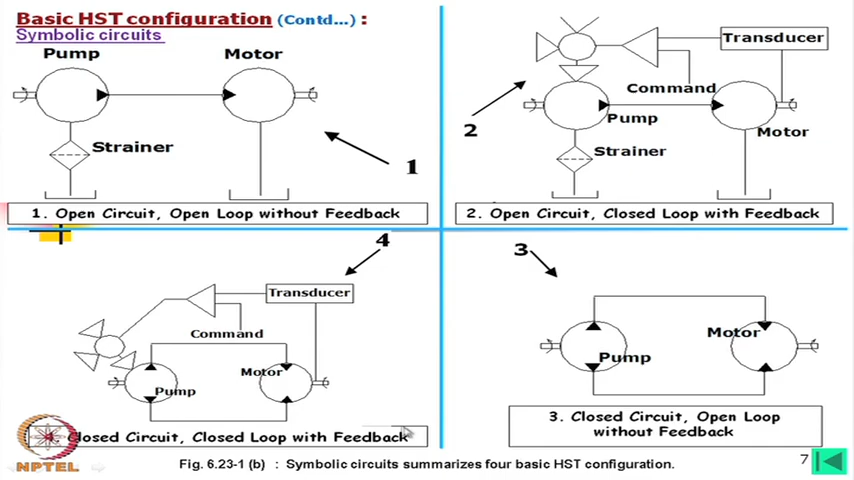 Basic HST configuration (Contd...) :
Symbolic circuits
Pump
Motor
Strainer
1
1. Open Circuit, Open Loop without Feedback
Transducer
Command
2
Pump
Motor
Strainer
2. Open Circuit, Closed Loop with Feedback
4
Transducer
Command
Motor
Pump
Closed Circuit, Closed Loop with Feedback
3
Motor
Pump
3. Closed Circuit, Open Loop
without Feedback
NPTEL
Fig. 6.23-1 (b) : Symbolic circuits summarizes four basic HST configuration.
7